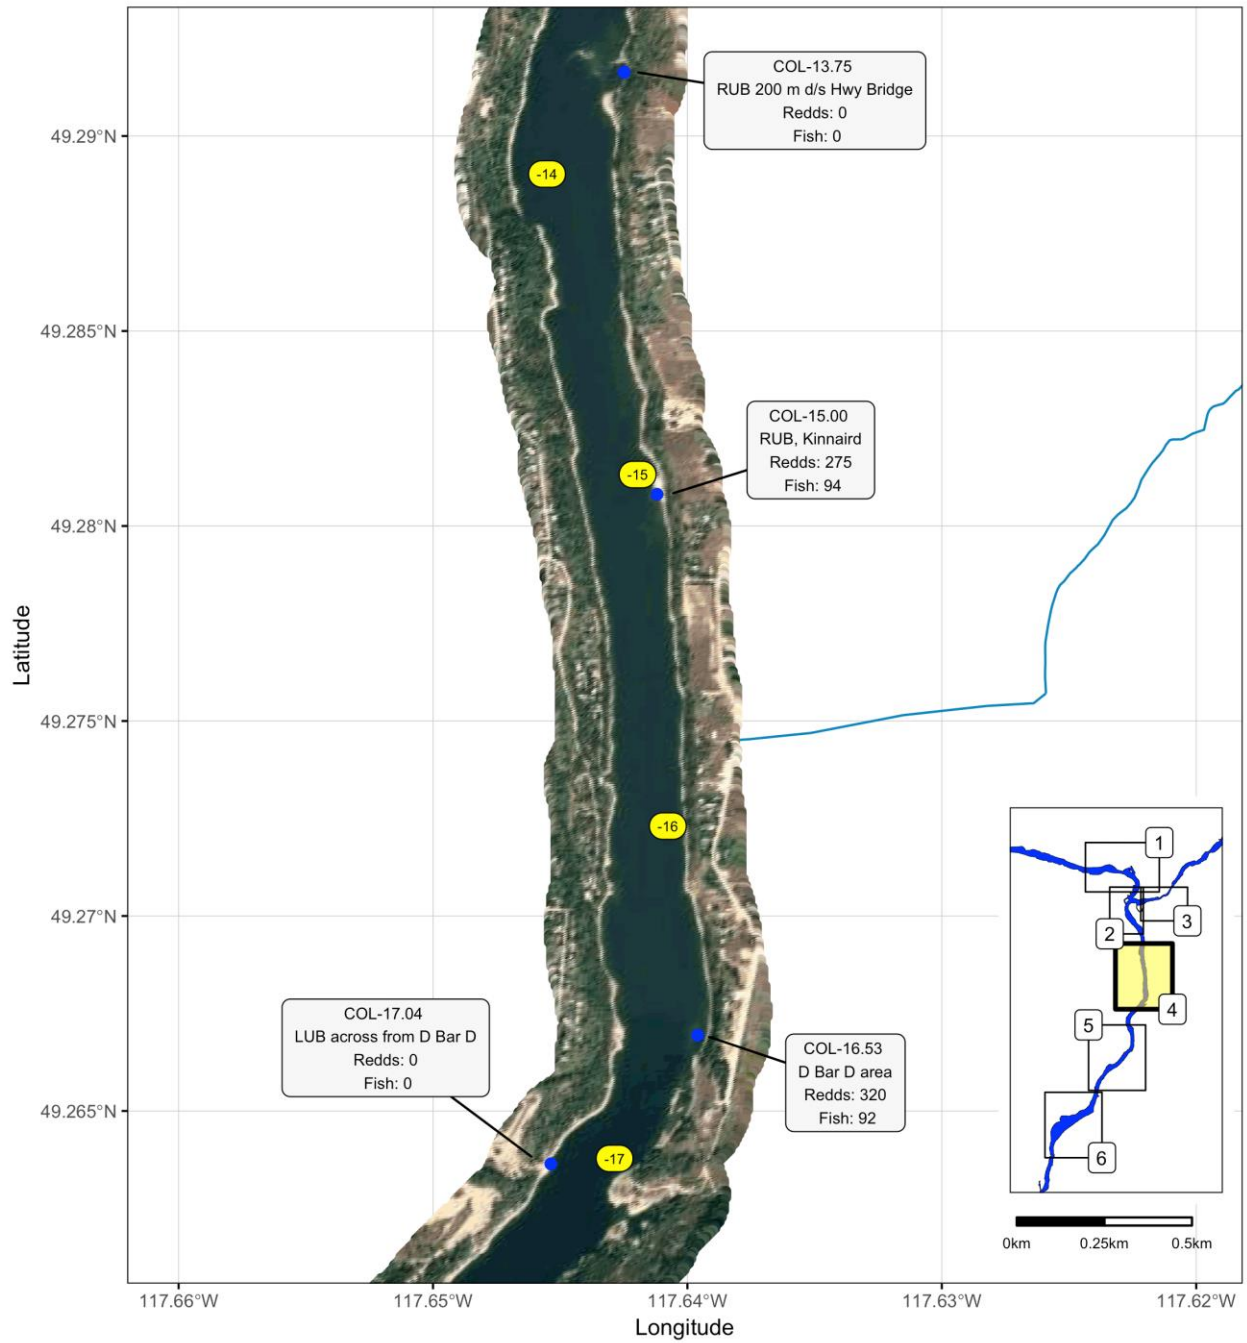 COL-13.75
RUB 200 m d/s Hwy Bridge
Redds: 0
Fish: 0
49.29°N
-14
49.285°N
COL-15.00
RUB, Kinnaird
Redds: 275
Fish: 94
-15
49.28°N
Latitude
49.275°N
-16
1
3
2
4
5
6
49.27°N
COL-17.04
LUB across from D Bar D
Redds: 0
Fish: 0
COL-16.53
D Bar D area
Redds: 320
Fish: 92
49.265°N
-17
0km 0.25km 0.5km
117.66°W 117.65°W 117.64°W 117.63°W 117.62°W
Longitude